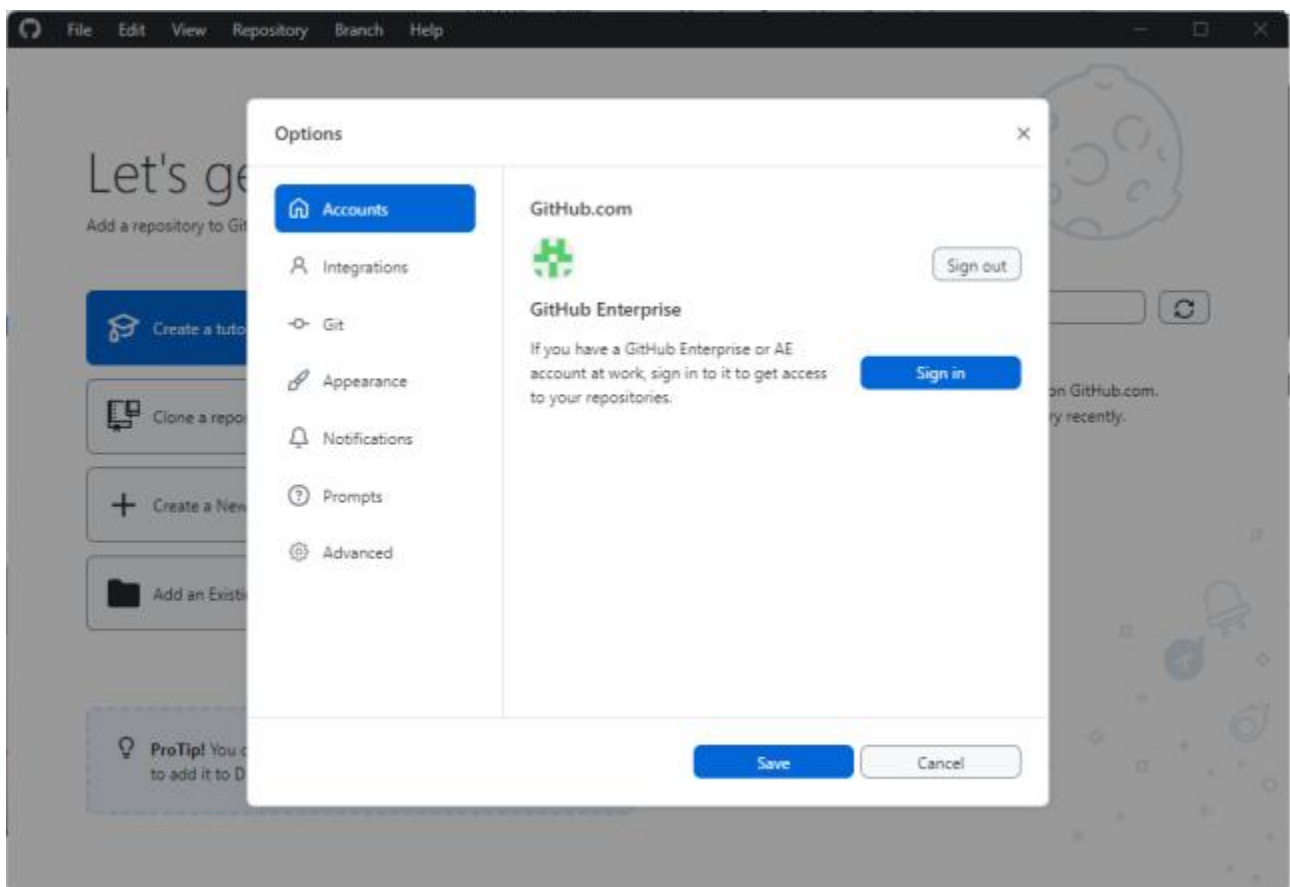 File Edit View Repository Branch Help
Let's ge
Add a repository to Git
Create a tuto
Clone a repo
Create a New
Add an Existi
ProTip! You c
to add it to D
Options
Accounts
Integrations
Git
Appearance
Notifications
Prompts
Advanced
GitHub.com
Sign out
GitHub Enterprise
If you have a GitHub Enterprise or AE
account at work, sign in to it to get access
to your repositories.
Sign in
Save
Cancel
on GitHub.com.
ry recently.